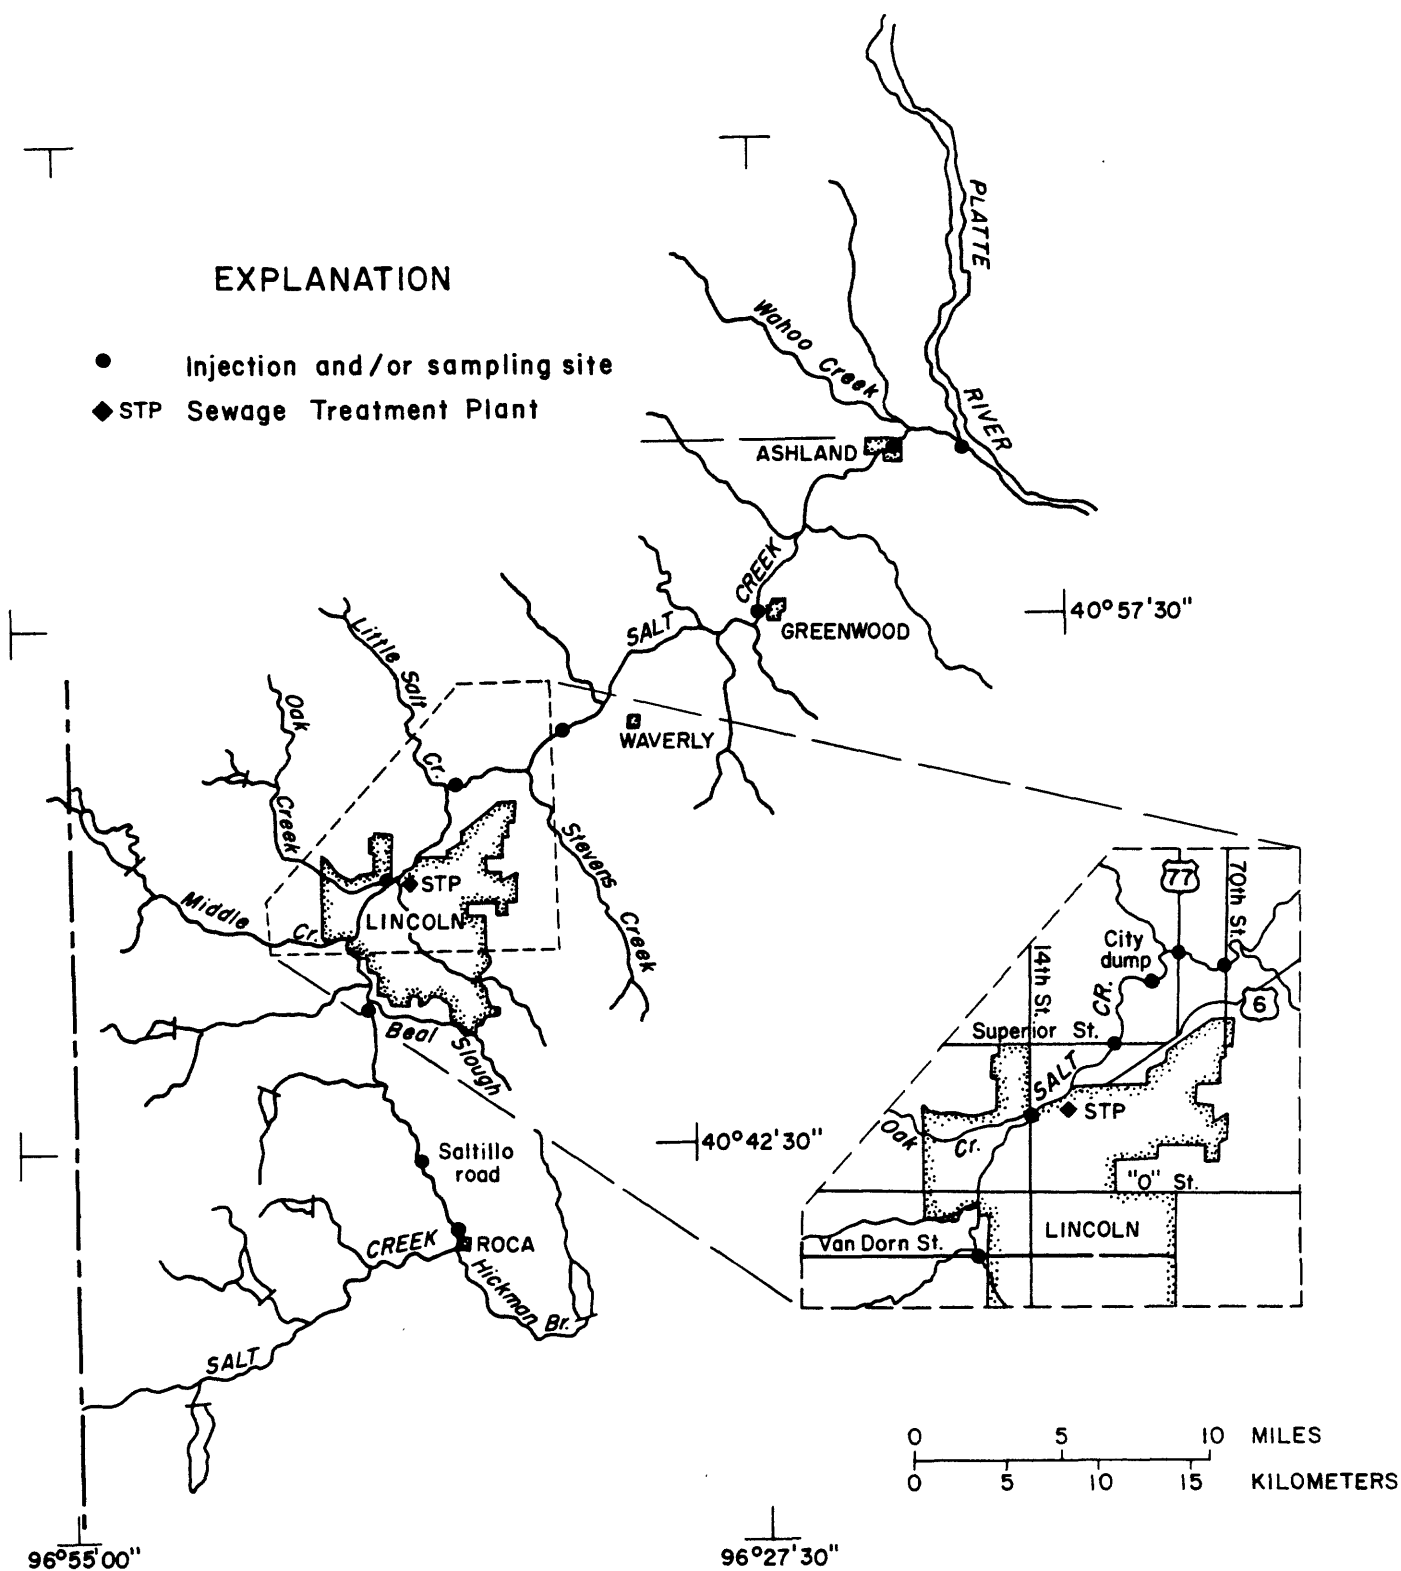 PLATTE
RIVER
EXPLANATION
Injection and/or sampling site
STP Sewage Treatment Plant
Wahoo Creek
ASHLAND
CREEK
SALT
GREENWOOD
40°57'30"
Little Salt
Cr.
Oak
Creek
WAVERLY
Stevens
Creek
STP
LINCOLN
Middle
Cr.
Beal
Slough
77
70th St.
City
dump
14th St.
CR.
6
Superior St.
SALT
STP
Oak
Cr.
"O" St.
LINCOLN
Van Dorn St.
40°42'30"
Saltillo
road
CREEK
ROCA
Hickman
Br.
SALT
0 5 10 MILES
0 5 10 15 KILOMETERS
96°55'00"
96°27'30"